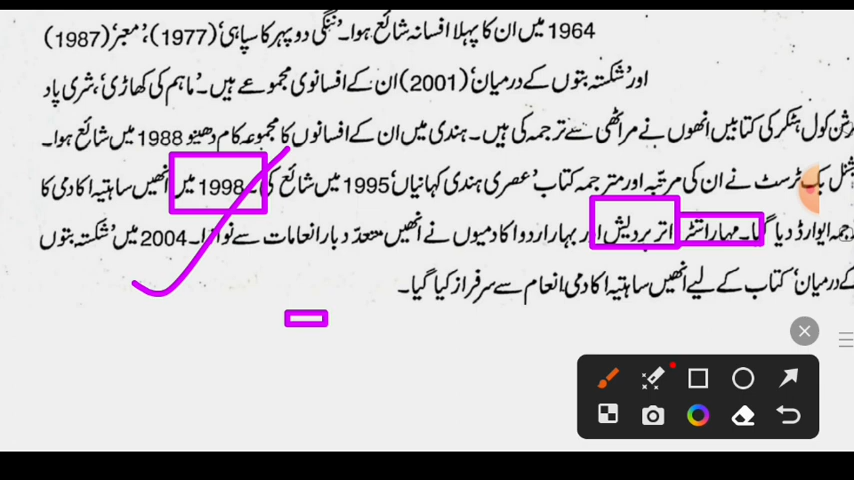 1964 میں ان کا پہلا افسانہ شائع ہوا۔ 'ننگی دوپہر کا سپاہی' (1977)، 'معبر' (1987)
اور 'شکستہ بتوں کے درمیان' (2001) ان کے افسانوی مجموعے ہیں۔ 'ماہم کی کھاڑی'، شری پاد
کول ہٹکر کی کتابیں انھوں نے مراٹھی سے ترجمہ کی ہیں۔ ہندی میں ان کے افسانوں کا مجموعہ کام دھینو 1988 میں شائع ہوا۔
بک ٹرسٹ نے ان کی مرتبہ اور مترجمہ کتاب 'عصری ہندی کہانیاں' 1995 میں شائع کی۔ 1998 میں انھیں ساہتیہ اکادمی کا
ایوارڈ دیا گیا۔ مہاراشٹر اتر پردیش اور بہار اردو اکادمیوں نے انھیں متعدّد بار انعامات سے نوازا۔ 2004 میں 'شکستہ بتوں
کے درمیان' کتاب کے لیے انھیں ساہتیہ اکادمی انعام سے سرفراز کیا گیا۔